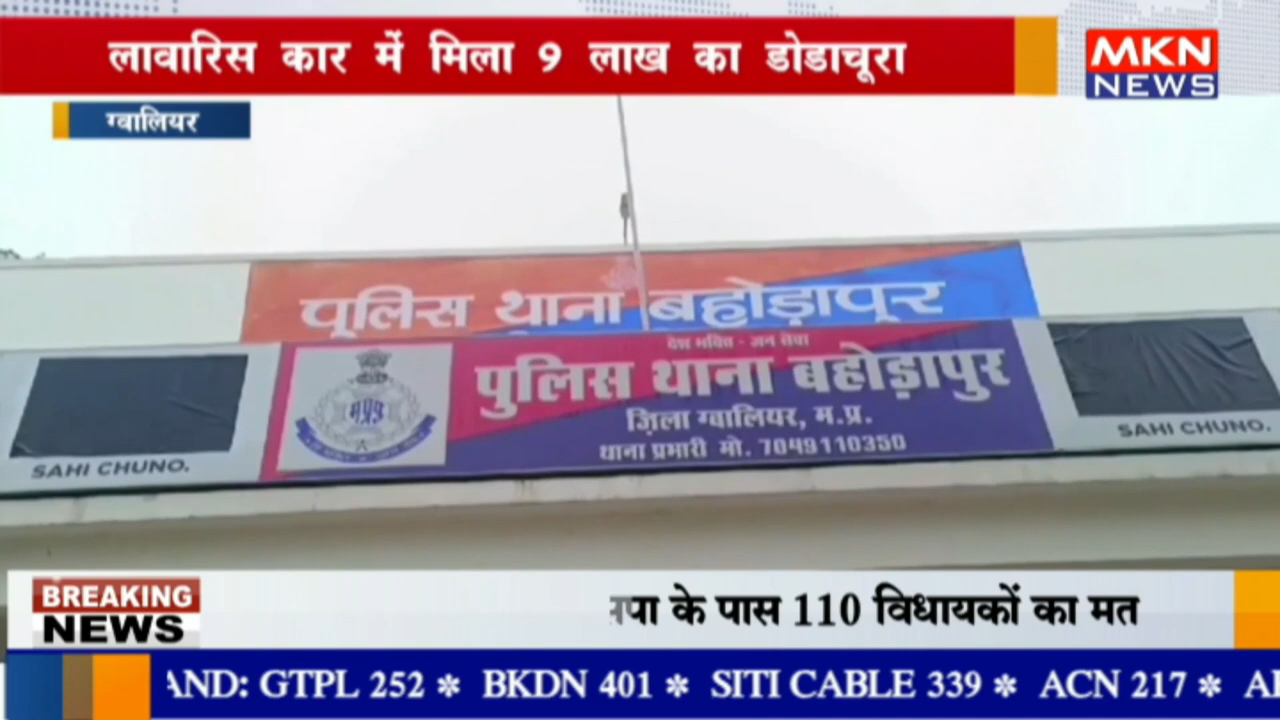 लावारिस कार में मिला 9 लाख का डोडाचूरा
MKN
NEWS
ग्वालियर
पुलिस थाना बहोड़ापुर
देश भक्ति - जन सेवा
पुलिस थाना बहोड़ापुर
ज़िला ग्वालियर, म.प्र.
थाना प्रभारी मो. 7049110350
म.प्र.
SAHI CHUNO.
SAHI CHUNO.
BREAKING
NEWS
के पास 110 विधायकों का मत
GTPL 252 * BKDN 401 * SITI CABLE 339 * ACN 217 *